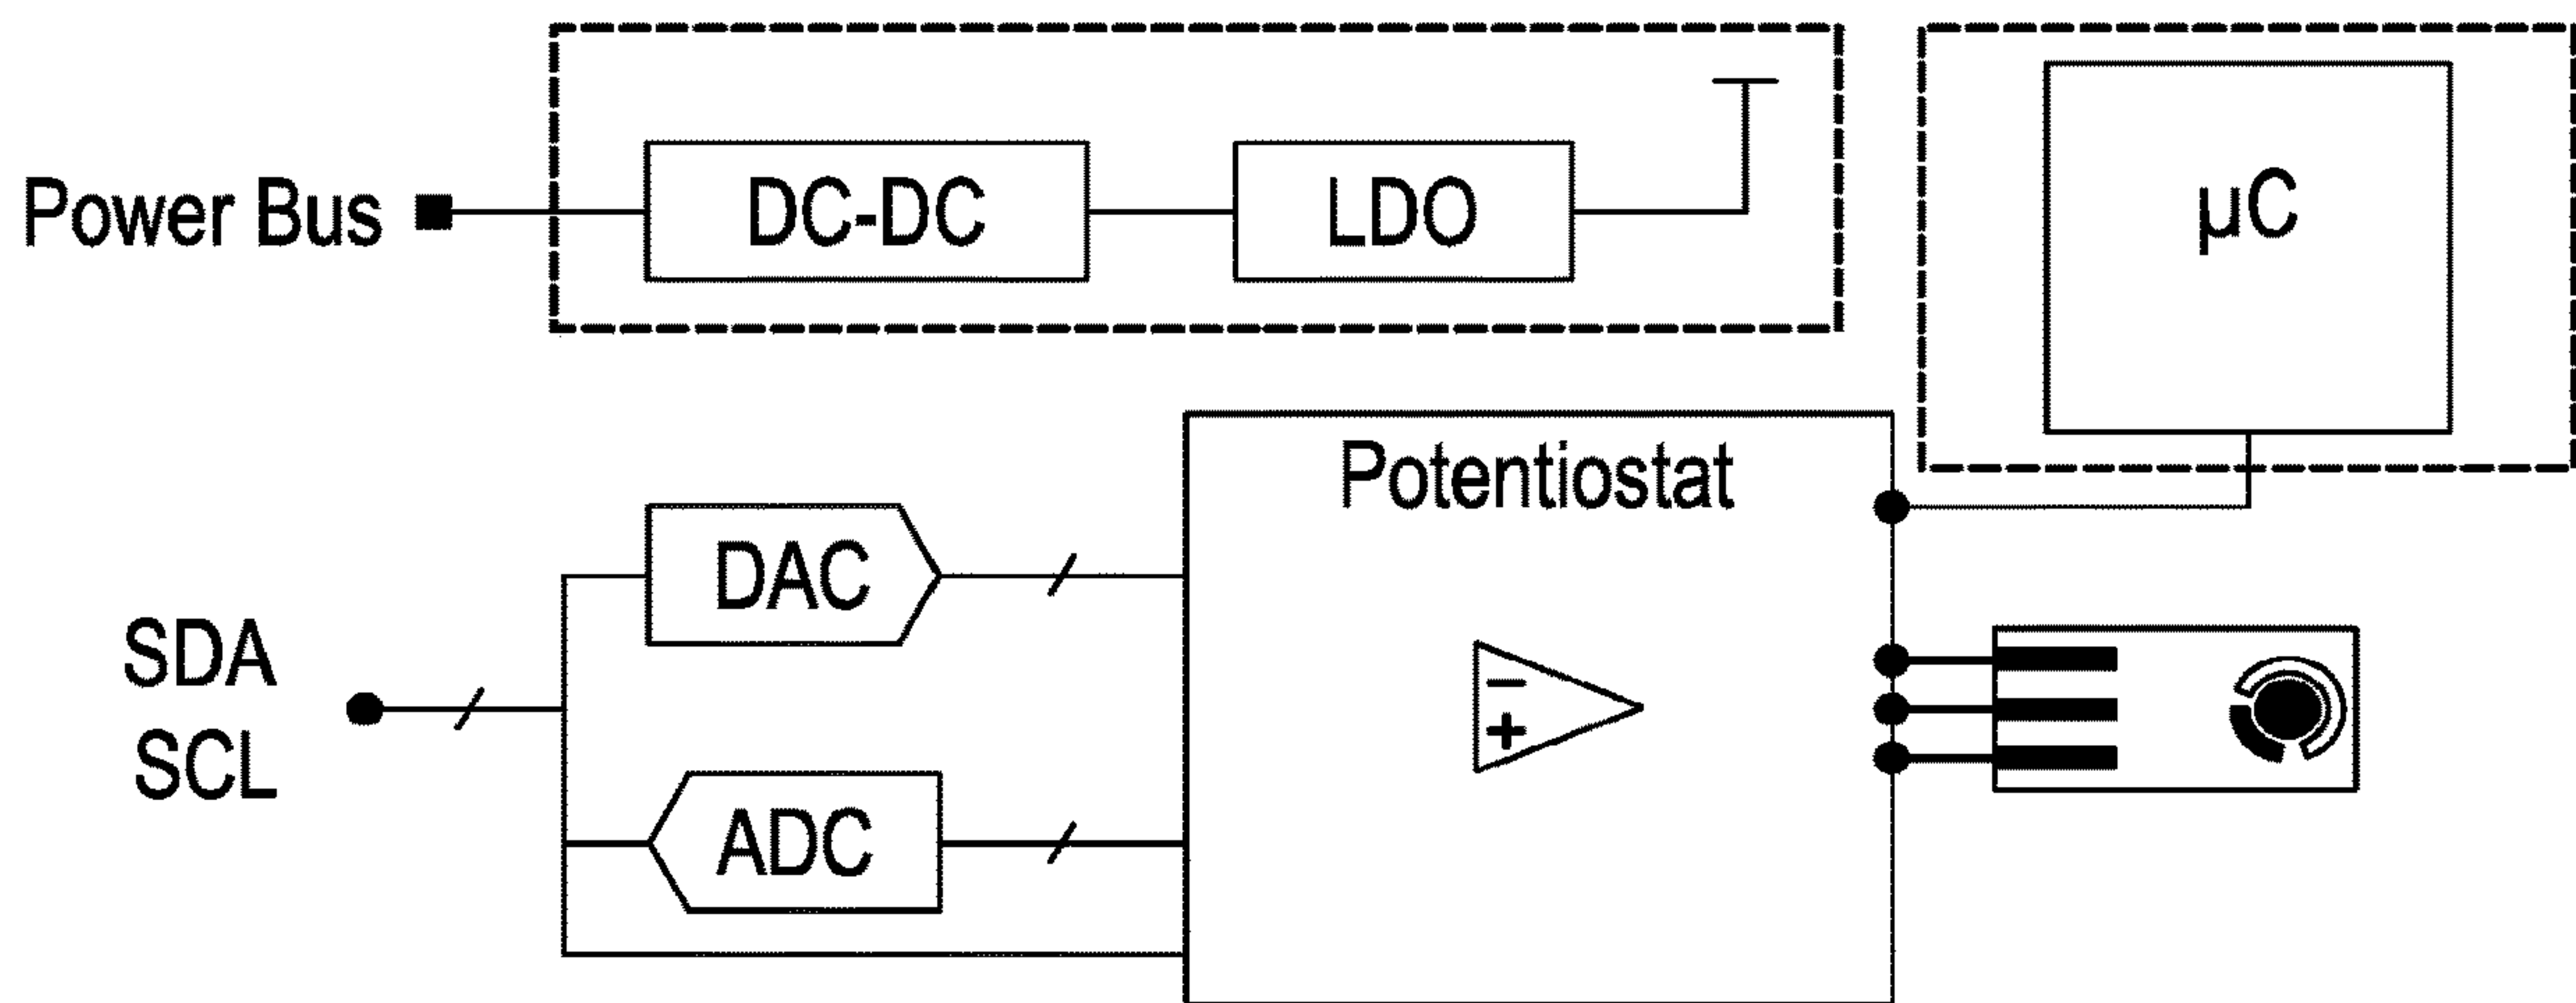 Power Bus
DC-DC
LDO
µC
Potentiostat
DAC
SDA
SCL
ADC